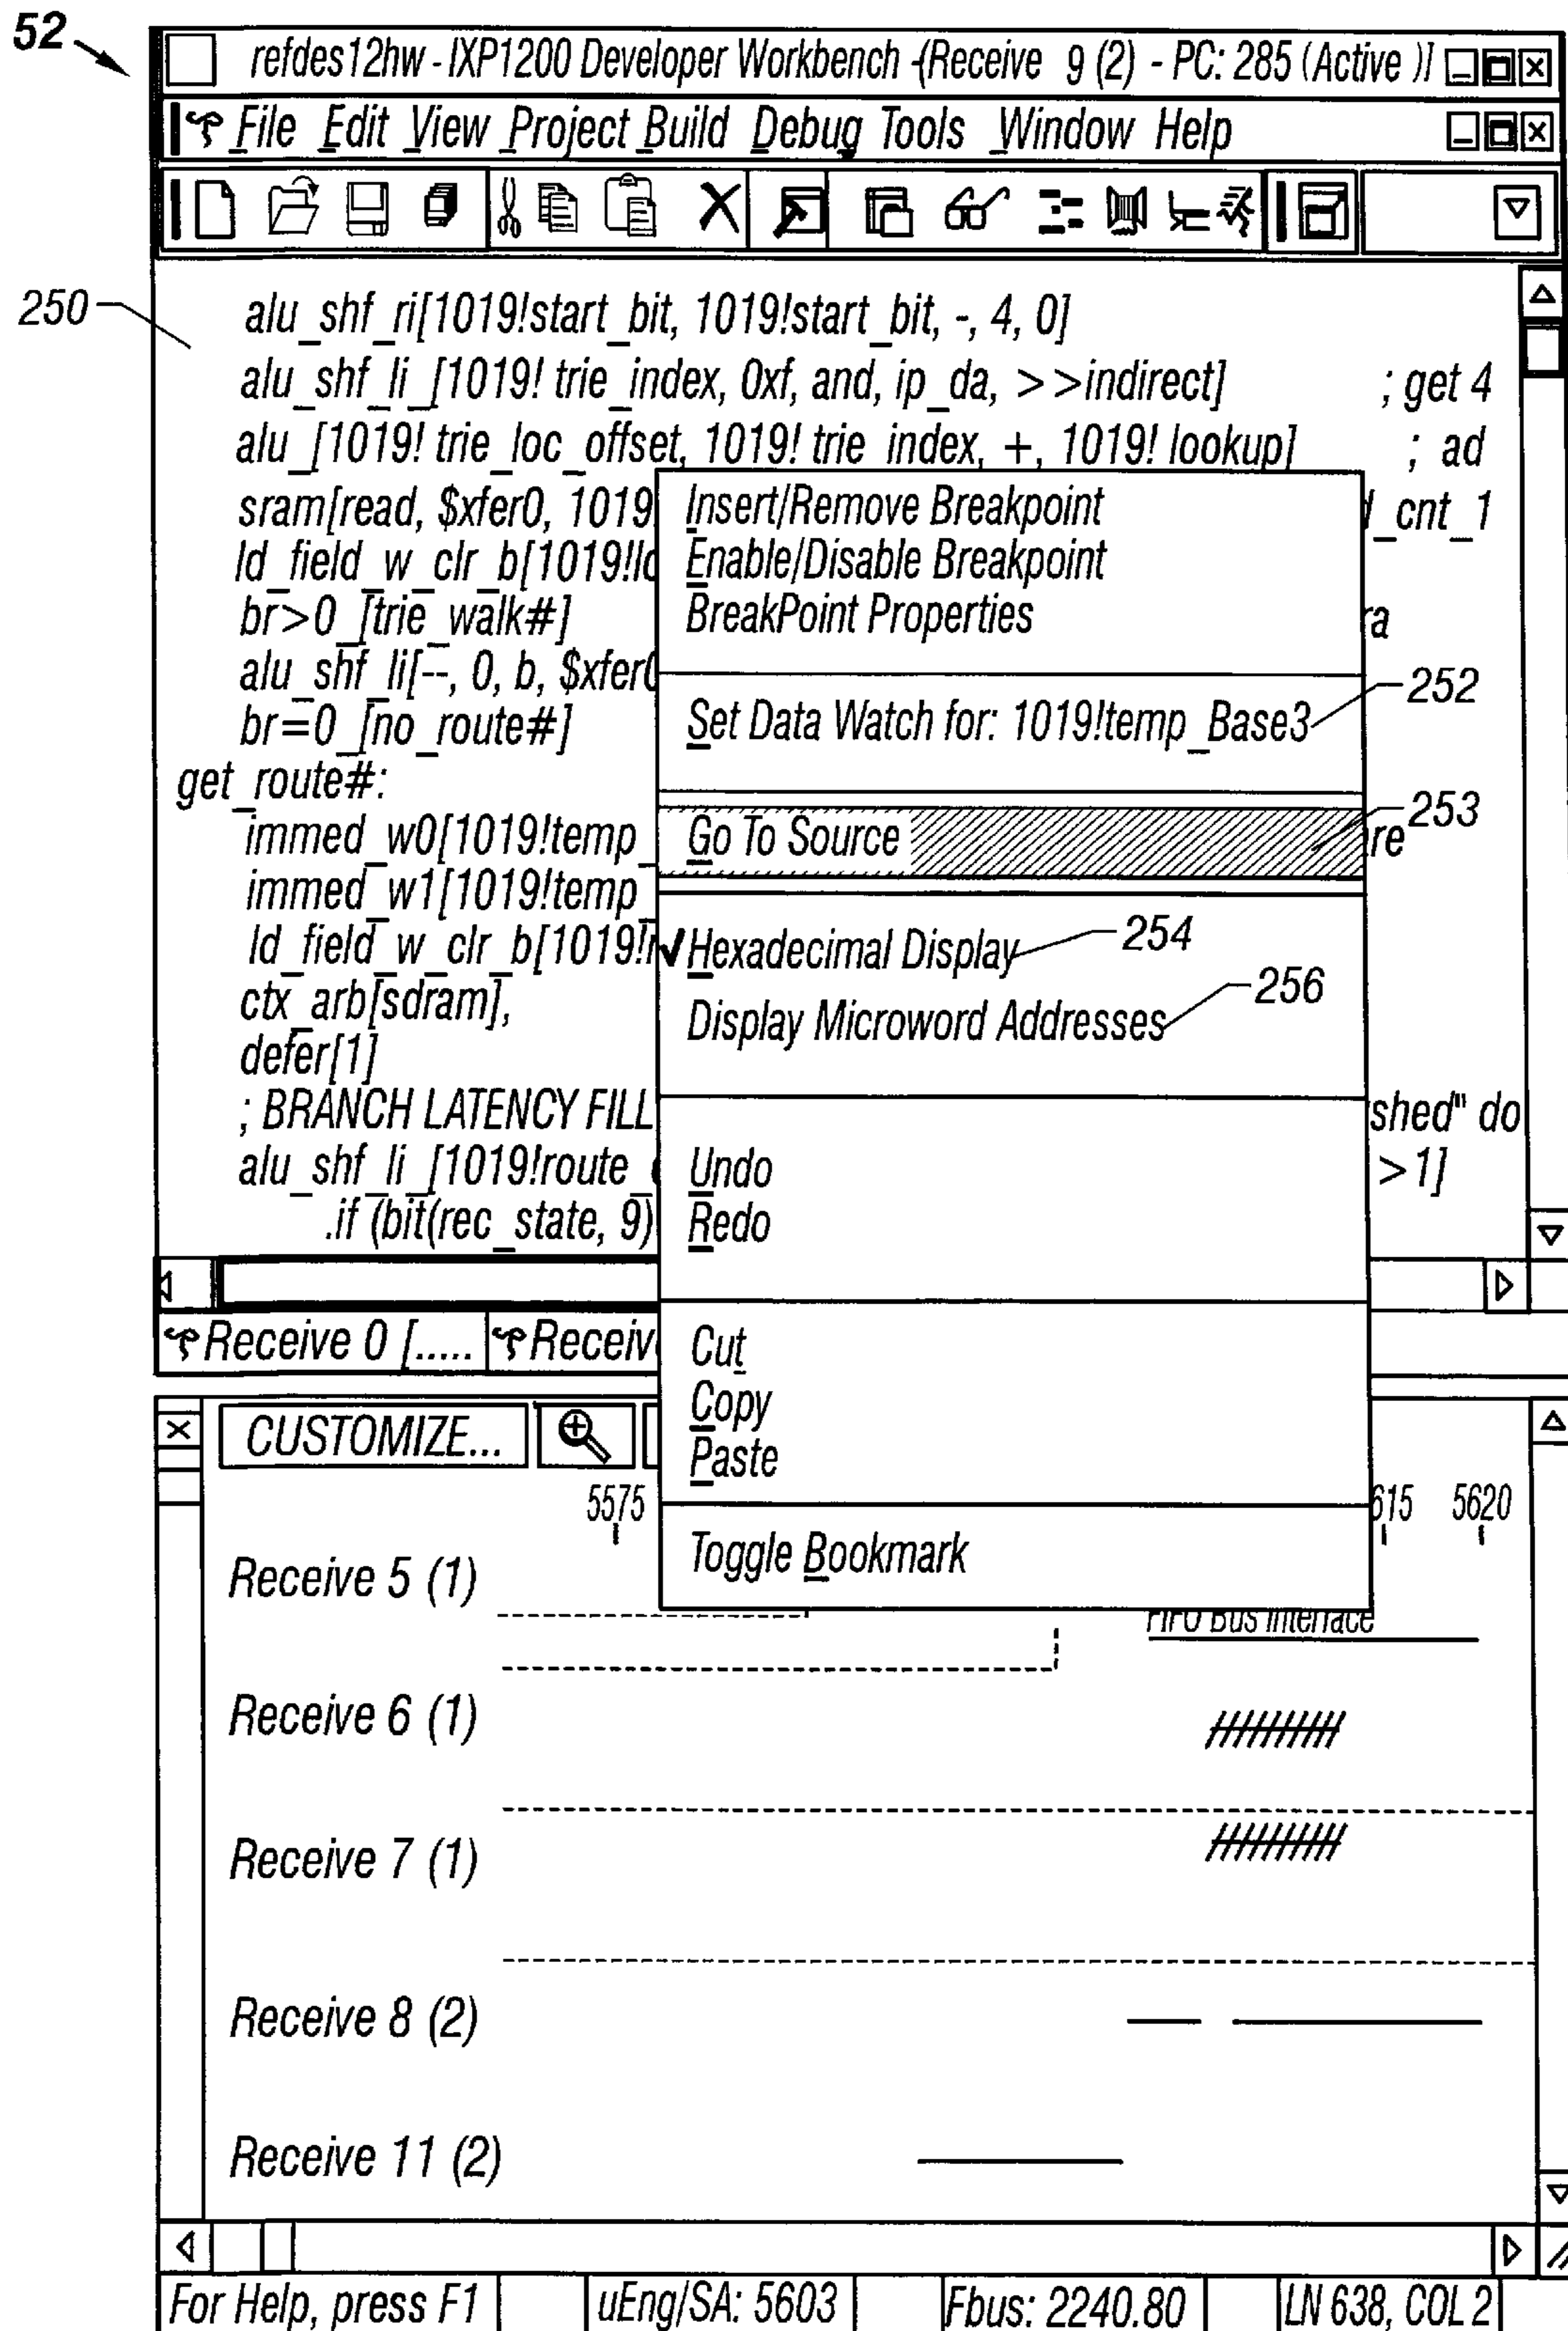 52
refdes12hw - IXP1200 Developer Workbench -(Receive 9 (2) - PC: 285 (Active )]
File Edit View Project Build Debug Tools Window Help
250
alu_shf_ri[1019!start_bit, 1019!start_bit, -, 4, 0]
alu_shf_li_[1019! trie_index, 0xf, and, ip_da, > >indirect] ; get 4
alu_[1019! trie_loc_offset, 1019! trie_index, +, 1019! lookup] ; ad
sram[read, $xfer0, 1019 d_cnt_1
ld_field_w_clr_b[1019!lo
br>0_[trie_walk#] ra
alu_shf_li[--, 0, b, $xfer0
br=0_[no_route#]
get_route#:
immed_w0[1019!temp_ re
immed_w1[1019!temp_
ld_field_w_clr_b[1019!r
ctx_arb[sdram],
defer[1]
; BRANCH LATENCY FILL shed" do
alu_shf_li_[1019!route_ >1]
.if (bit(rec_state, 9)
Insert/Remove Breakpoint
Enable/Disable Breakpoint
BreakPoint Properties
Set Data Watch for: 1019!temp_Base3
252
Go To Source
253
Hexadecimal Display
254
Display Microword Addresses
256
Undo
Redo
Cut
Copy
Paste
Toggle Bookmark
Receive 0 [..... Receiv
CUSTOMIZE...
5575 615 5620
Receive 5 (1)
FIFO Bus Interface
Receive 6 (1)
Receive 7 (1)
Receive 8 (2)
Receive 11 (2)
For Help, press F1 uEng/SA: 5603 Fbus: 2240.80 LN 638, COL 2